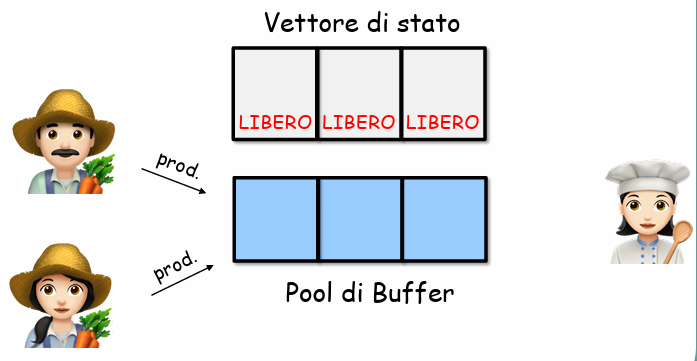 Vettore di stato
LIBERO LIBERO LIBERO
prod.
prod.
Pool di Buffer